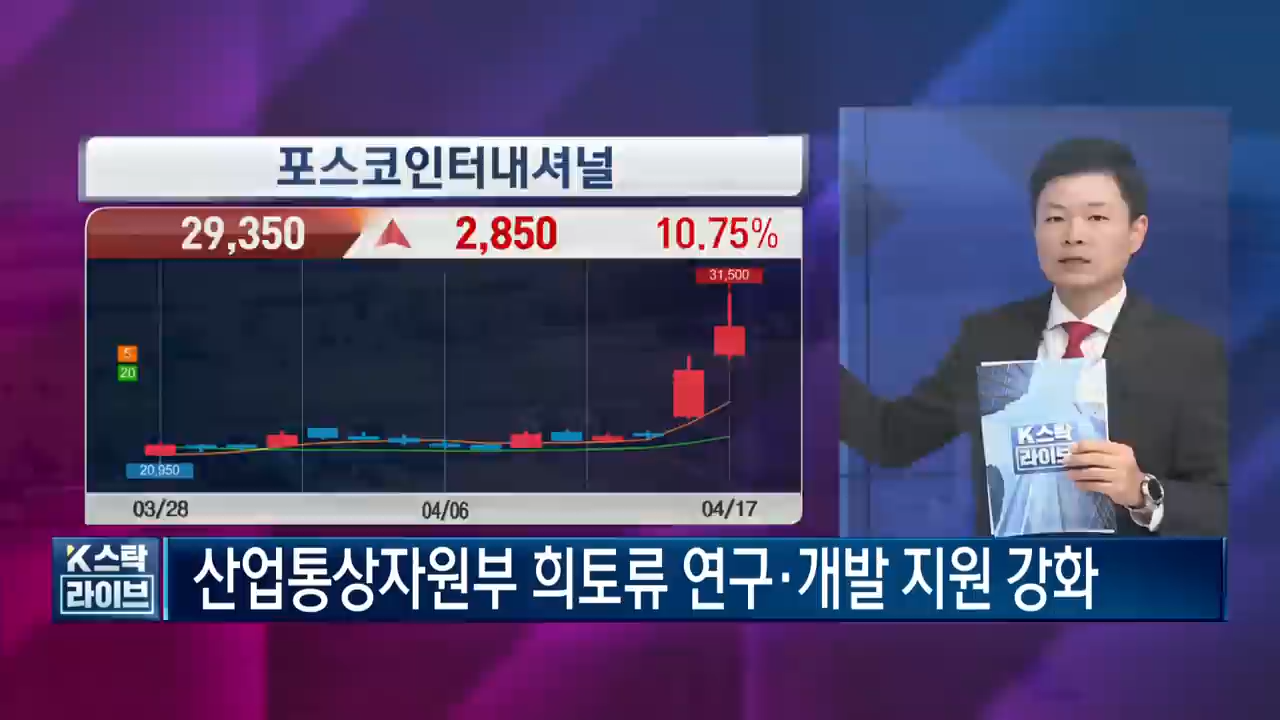 포스코인터내셔널
29,350 2,850 10.75%
31,500
5
20
20,950
03/28 04/06 04/17
K스탁
라이브
K스탁
라이브
산업통상자원부 희토류 연구·개발 지원 강화